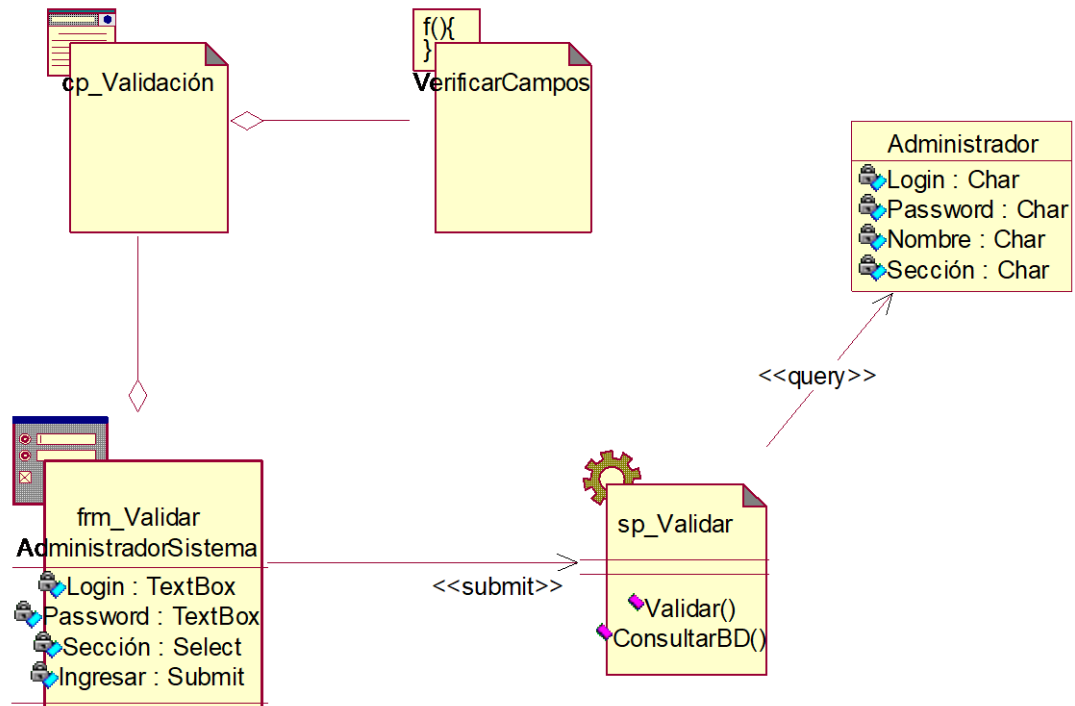 f(){
}
cp_Validación
VerificarCampos
Administrador
Login : Char
Password : Char
Nombre : Char
Sección : Char
<<query>>
frm_Validar
AdministradorSistema
Login : TextBox
Password : TextBox
Sección : Select
Ingresar : Submit
<<submit>>
sp_Validar
Validar()
ConsultarBD()